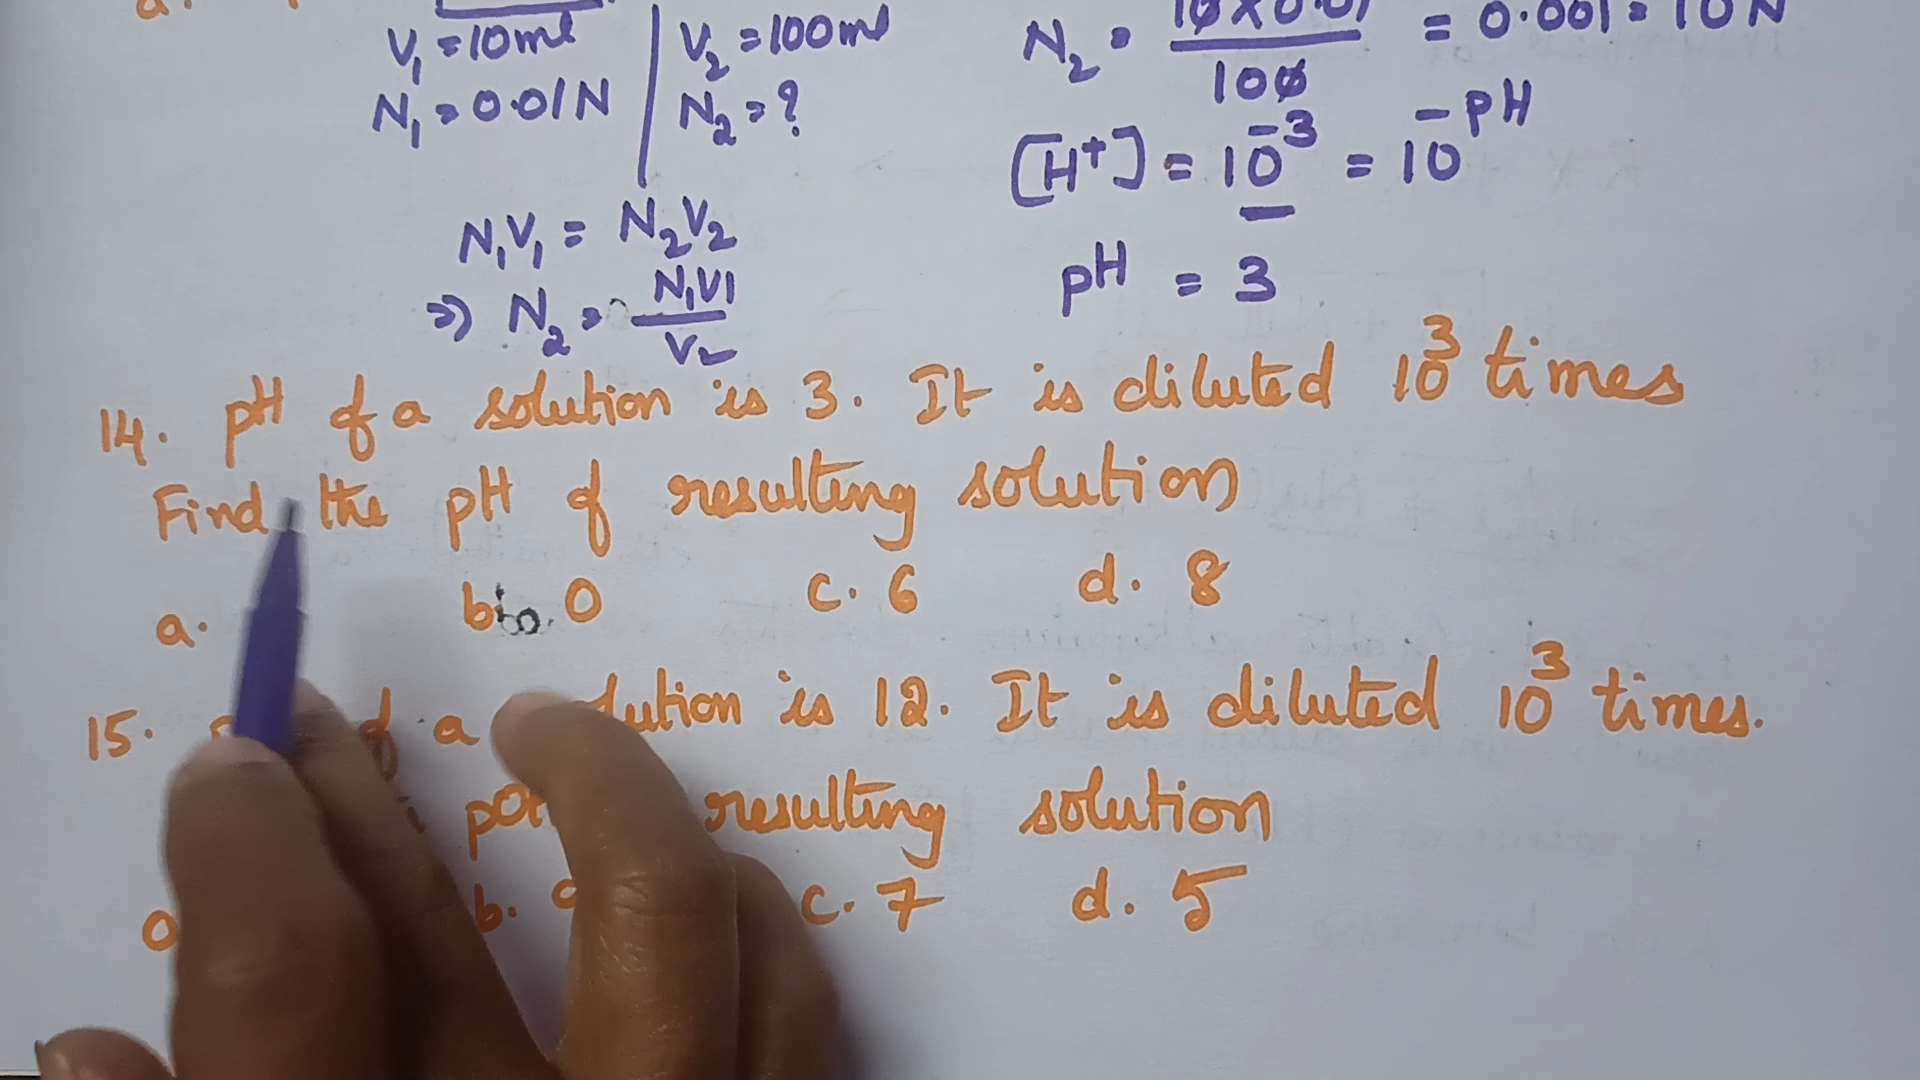 a.
V₁ = 10ml V₂ = 100ml
N₁ = 0.01N N₂ = ?
N₁V₁ = N₂V₂
⇒ N₂ = N₁V₁ / V₂
N₂ = 10 X 0.01 / 100 = 0.001 = 10 N
[H⁺] = 10⁻³ = 10⁻ᵖᴴ
pH = 3
14. pH of a solution is 3. It is diluted 10³ times
Find the pH of resulting solution
a. b. 0 c. 6 d. 8
15. of a solution is 12. It is diluted 10³ times.
pOH resulting solution
b. c. 7 d. 5